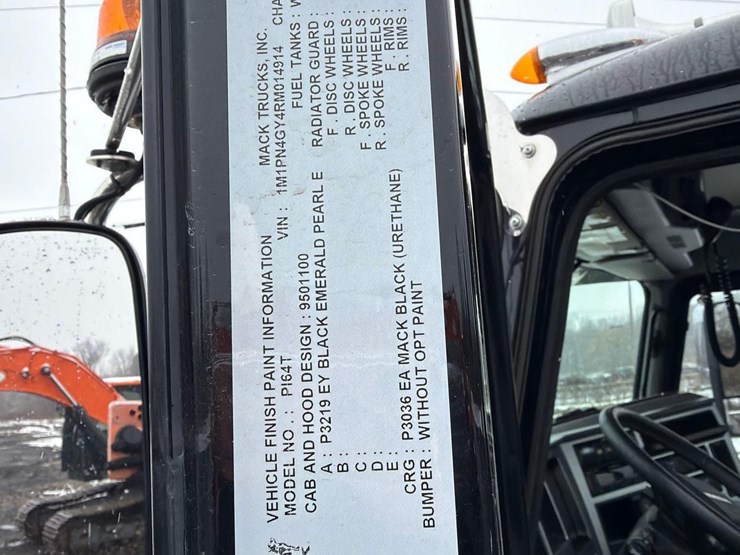 VEHICLE FINISH PAINT INFORMATION MACK TRUCKS, INC. CHA
MODEL NO. : PI64T VIN : 1M1PN4GY4RM014914
CAB AND HOOD DESIGN : 9501100 FUEL TANKS :
A : P3219 EY BLACK EMERALD PEARL E RADIATOR GUARD :
B : F. DISC WHEELS :
R. DISC WHEELS :
C : F. SPOKE WHEELS :
D : R. SPOKE WHEELS :
E : F. RIMS :
CRG : P3036 EA MACK BLACK (URETHANE) R. RIMS :
BUMPER : WITHOUT OPT PAINT